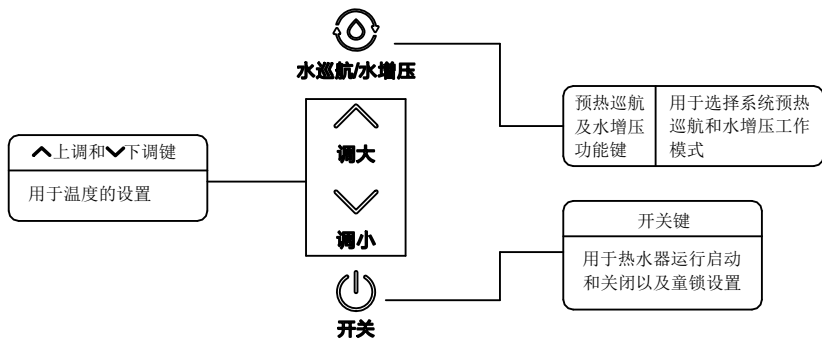 水巡航/水增压
预热巡航
及水增压
功能键
用于选择系统预热
巡航和水增压工作
模式
上调和下调键
用于温度的设置
调大
调小
开关键
用于热水器运行启动
和关闭以及童锁设置
开关